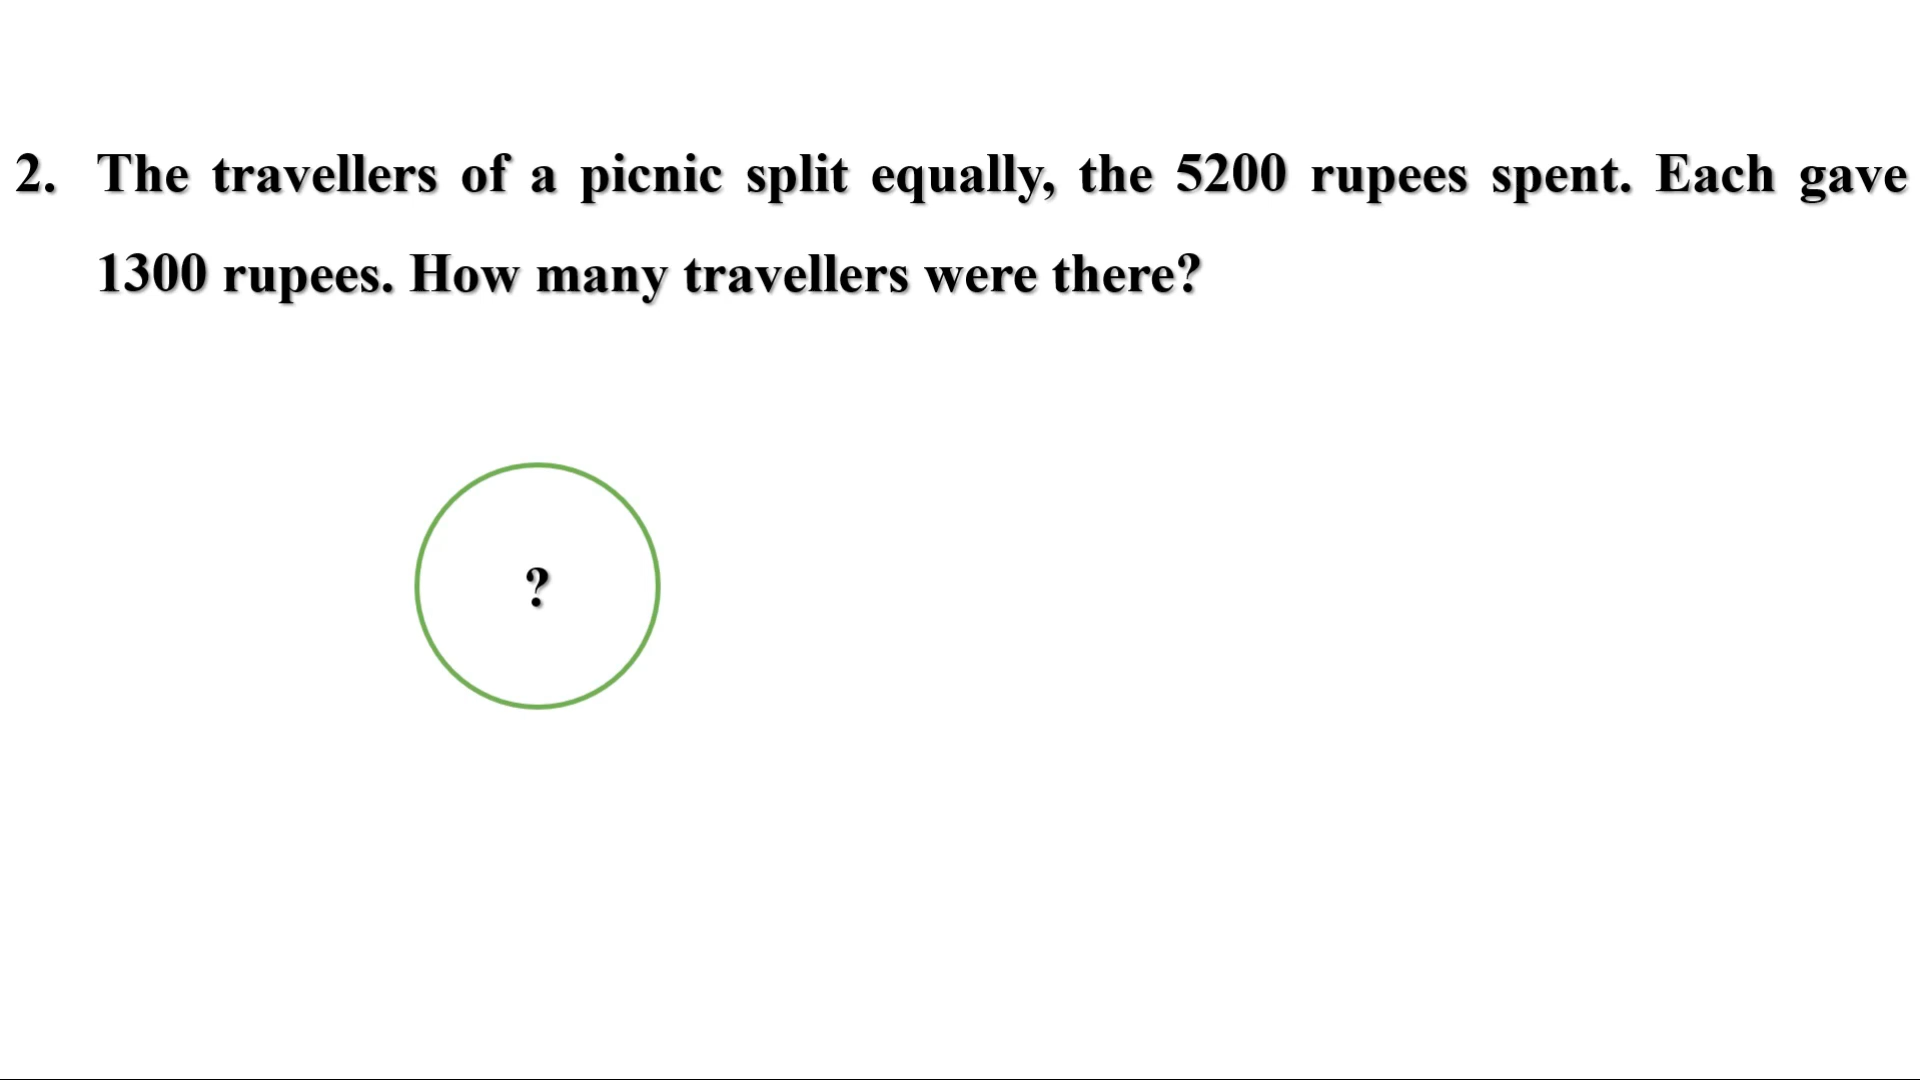 2. The travellers of a picnic split equally, the 5200 rupees spent. Each gave
1300 rupees. How many travellers were there?
?